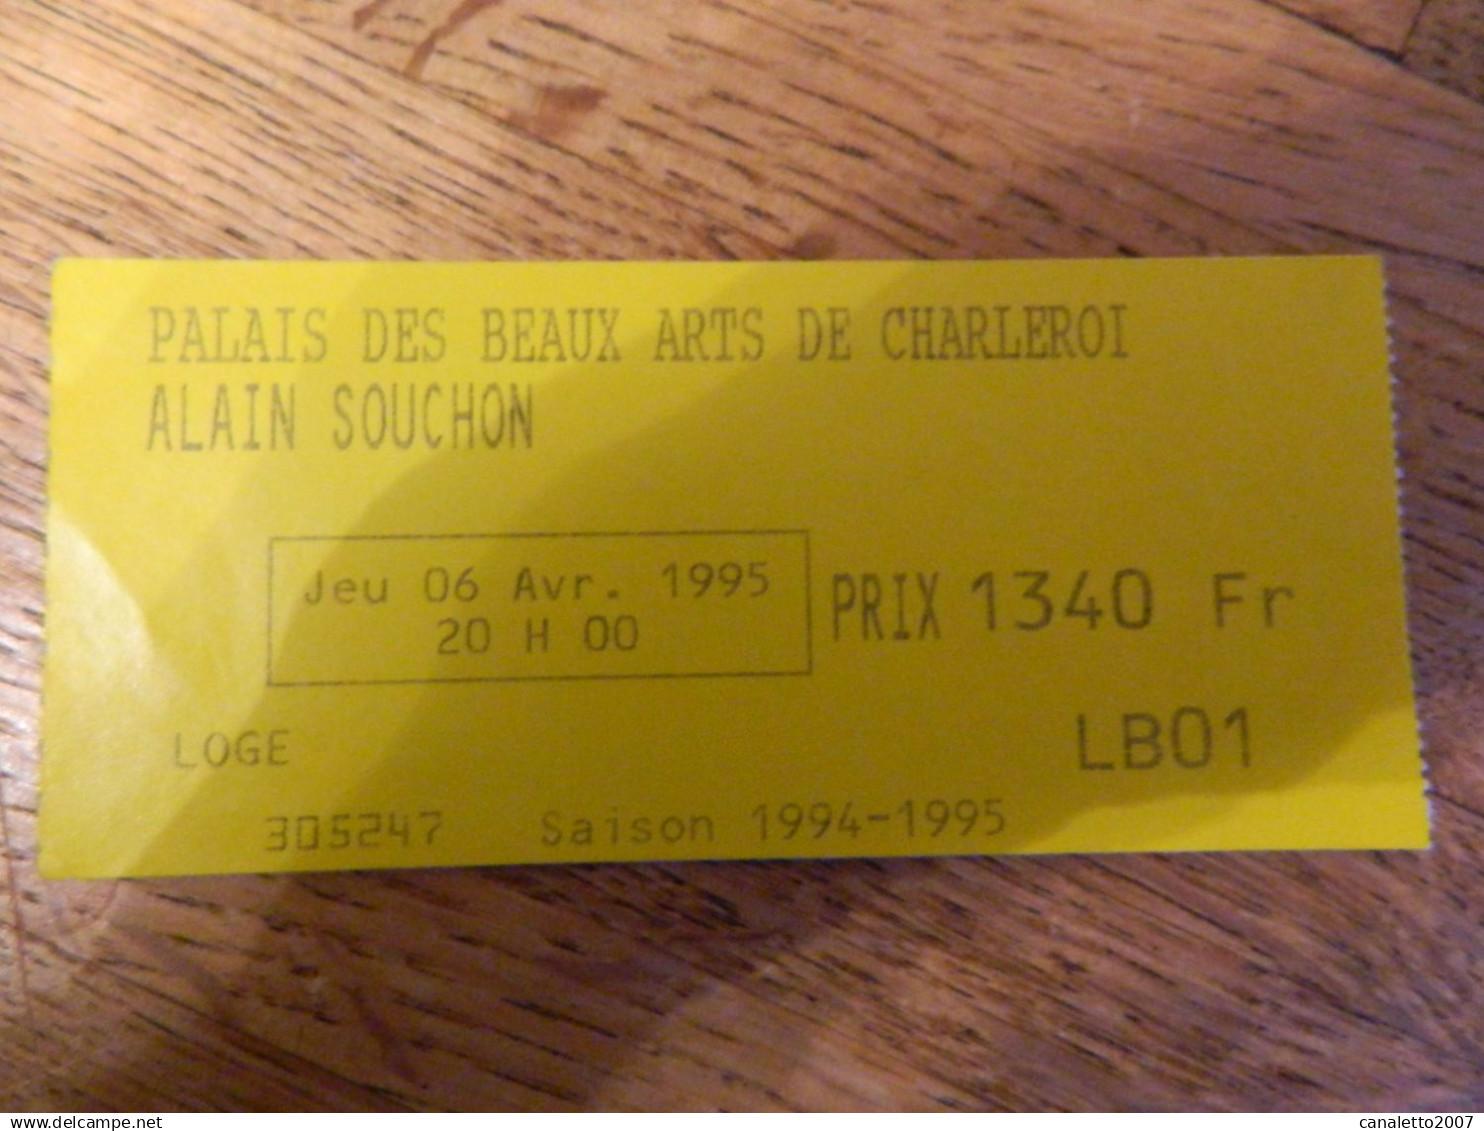 PALAIS DES BEAUX ARTS DE CHARLEROI
ALAIN SOUCHON
Jeu 06 Avr. 1995
20 H 00
PRIX 1340 Fr
LOGE
LB01
305247 Saison 1994-1995
www.delcampe.net
canaletto2007